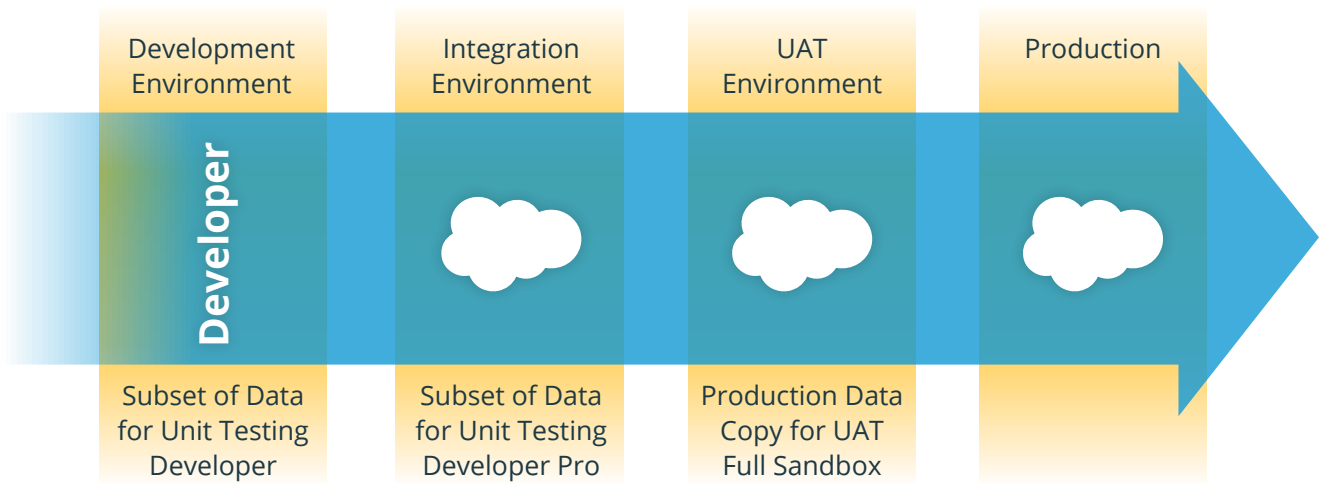 Development
Environment
Integration
Environment
UAT
Environment
Production
Developer
Subset of Data
for Unit Testing
Developer
Subset of Data
for Unit Testing
Developer Pro
Production Data
Copy for UAT
Full Sandbox